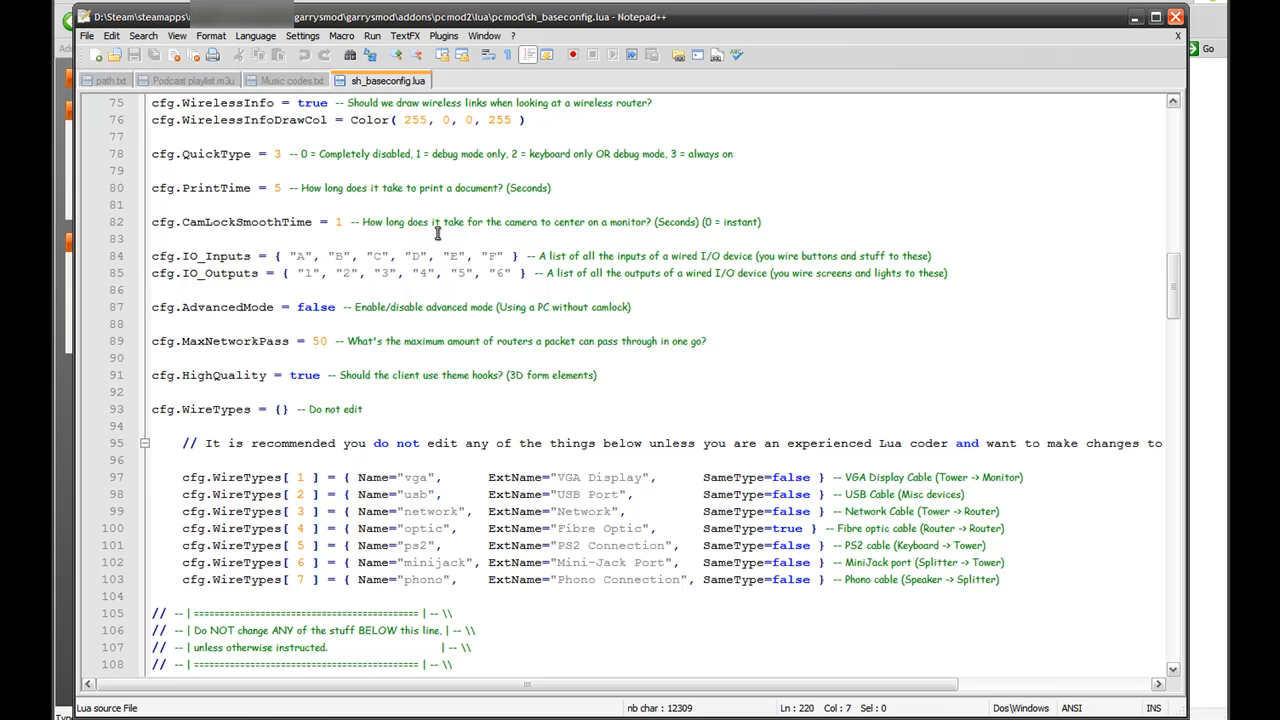 D:\Steam\steamapps\ garrysmod\garrysmod\addons\pcmod2\lua\pcmod\sh_baseconfig.lua - Notepad++
File Edit Search View Format Language Settings Macro Run TextFX Plugins Window ? X
Go
path.txt Podcast playlist m3u Music codes.txt sh_baseconfig.lua
75 cfg.WirelessInfo = true -- Should we draw wireless links when looking at a wireless router?
76 cfg.WirelessInfoDrawCol = Color( 255, 0, 0, 255 )
77
78 cfg.QuickType = 3 -- 0 = Completely disabled, 1 = debug mode only, 2 = keyboard only OR debug mode, 3 = always on
79
80 cfg.PrintTime = 5 -- How long does it take to print a document? (Seconds)
81
82 cfg.CamLockSmoothTime = 1 -- How long does it take for the camera to center on a monitor? (Seconds) (0 = instant)
83
84 cfg.IO_Inputs = { "A", "B", "C", "D", "E", "F" } -- A list of all the inputs of a wired I/O device (you wire buttons and stuff to these)
85 cfg.IO_Outputs = { "1", "2", "3", "4", "5", "6" } -- A list of all the outputs of a wired I/O device (you wire screens and lights to these)
86
87 cfg.AdvancedMode = false -- Enable/disable advanced mode (Using a PC without camlock)
88
89 cfg.MaxNetworkPass = 50 -- What's the maximum amount of routers a packet can pass through in one go?
90
91 cfg.HighQuality = true -- Should the client use theme hooks? (3D form elements)
92
93 cfg.WireTypes = {} -- Do not edit
94
95 // It is recommended you do not edit any of the things below unless you are an experienced Lua coder and want to make changes to
96
97 cfg.WireTypes[ 1 ] = { Name="vga", ExtName="VGA Display", SameType=false } -- VGA Display Cable (Tower -> Monitor)
98 cfg.WireTypes[ 2 ] = { Name="usb", ExtName="USB Port", SameType=false } -- USB Cable (Misc devices)
99 cfg.WireTypes[ 3 ] = { Name="network", ExtName="Network", SameType=false } -- Network Cable (Tower -> Router)
100 cfg.WireTypes[ 4 ] = { Name="optic", ExtName="Fibre Optic", SameType=true } -- Fibre optic cable (Router -> Router)
101 cfg.WireTypes[ 5 ] = { Name="ps2", ExtName="PS2 Connection", SameType=false } -- PS2 cable (Keyboard -> Tower)
102 cfg.WireTypes[ 6 ] = { Name="minijack", ExtName="Mini-Jack Port", SameType=false } -- MiniJack port (Splitter -> Tower)
103 cfg.WireTypes[ 7 ] = { Name="phono", ExtName="Phono Connection", SameType=false } -- Phono cable (Speaker -> Splitter)
104
105 // -- | ======================================== | -- \\
106 // -- | Do NOT change ANY of the stuff BELOW this line, | -- \\
107 // -- | unless otherwise instructed. | -- \\
108 // -- | ======================================== | -- \\
Lua source File nb char : 12309 Ln : 220 Col : 7 Sel : 0 Dos\Windows ANSI INS